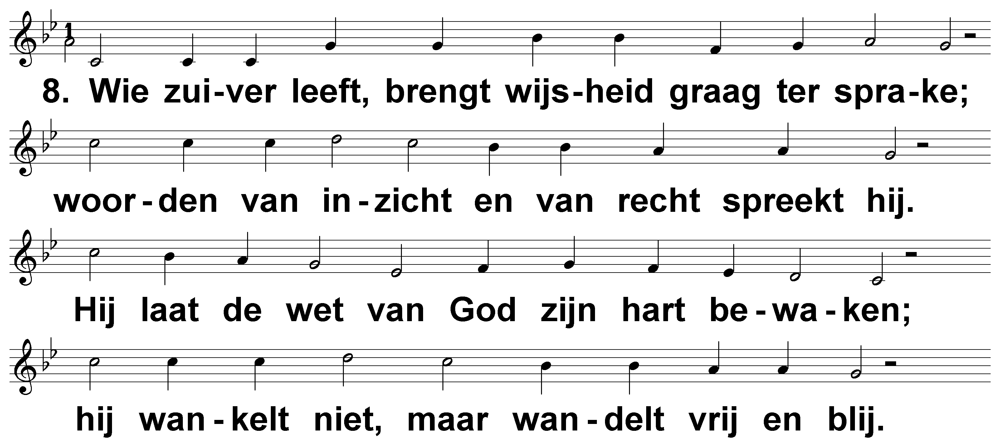 8. Wie zui-ver leeft, brengt wijs-heid graag ter spra-ke;
woor-den van in-zicht en van recht spreekt hij.
Hij laat de wet van God zijn hart be-wa-ken;
hij wan-kelt niet, maar wan-delt vrij en blij.